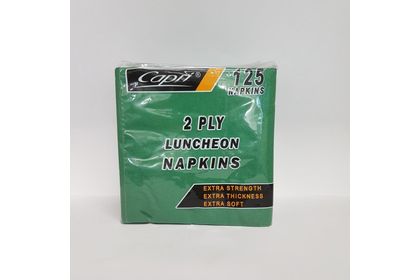 Capri®
125
NAPKINS
2 PLY
LUNCHEON
NAPKINS
EXTRA STRENGTH
EXTRA THICKNESS
EXTRA SOFT